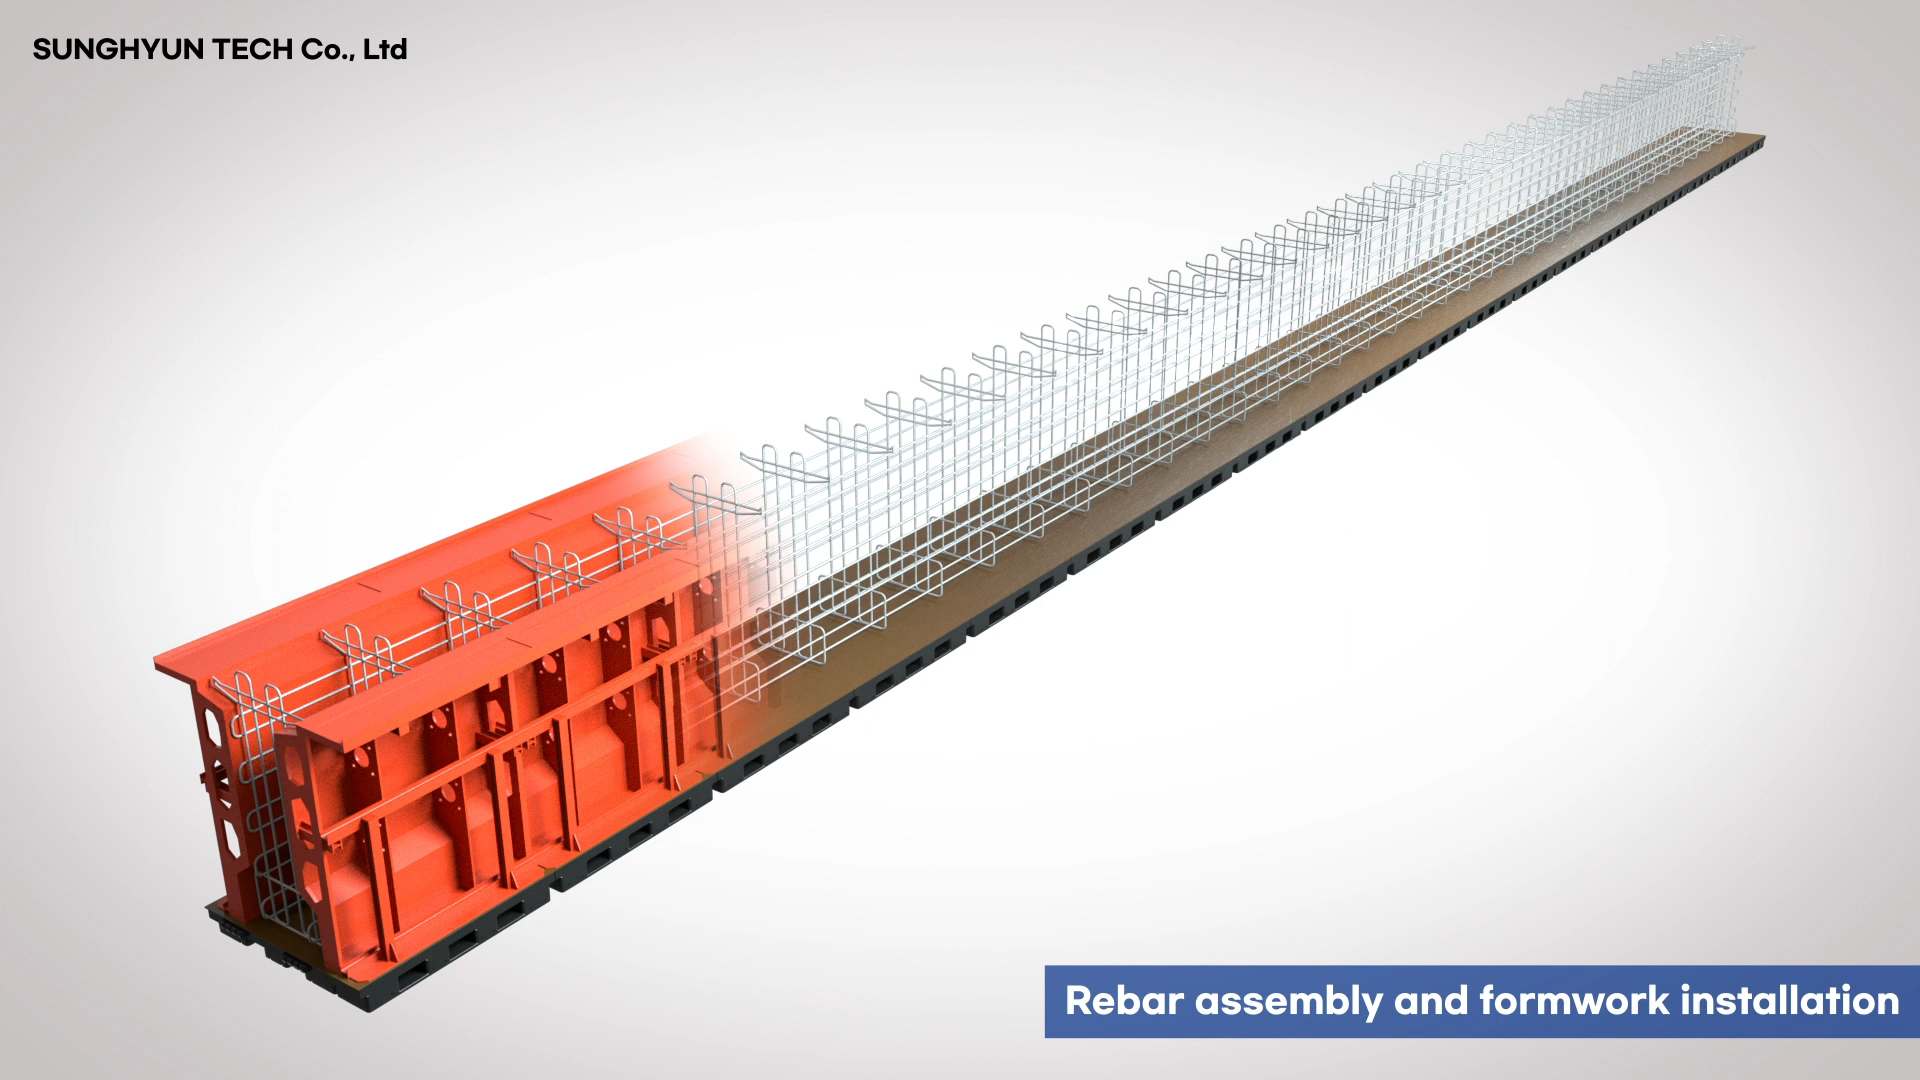 SUNGHYUN TECH Co., Ltd
Rebar assembly and formwork installation